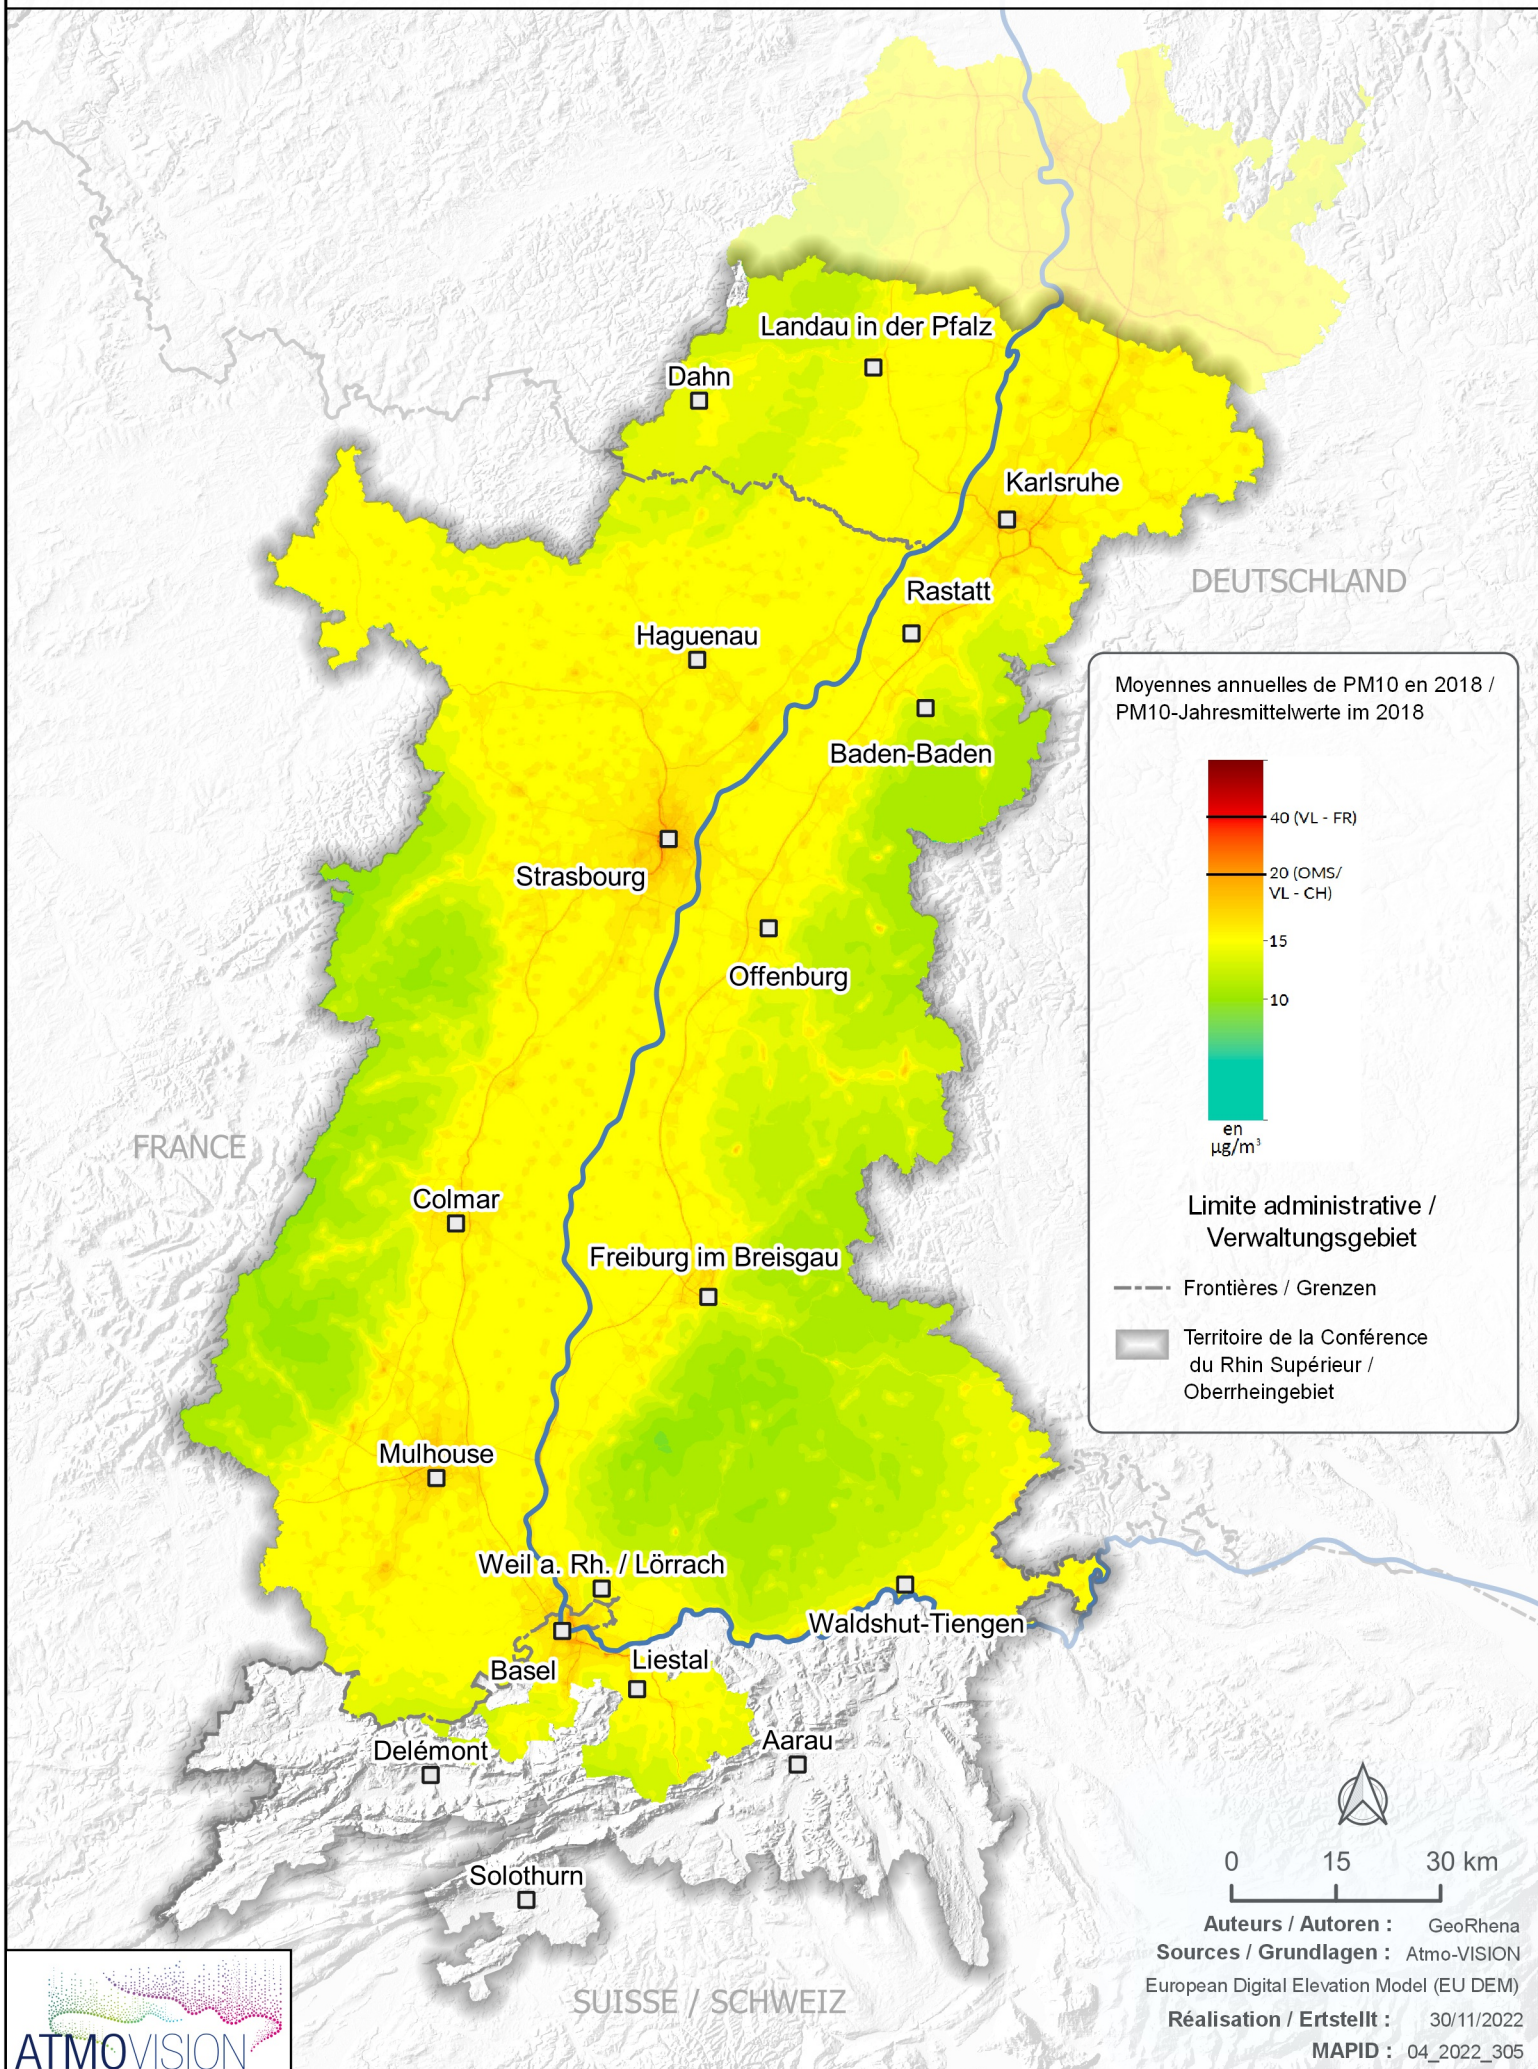 Landau in der Pfalz
Dahn
Karlsruhe
DEUTSCHLAND
Rastatt
Haguenau
Baden-Baden
Strasbourg
Offenburg
FRANCE
Colmar
Freiburg im Breisgau
Mulhouse
Weil a. Rh. / Lörrach
Waldshut-Tiengen
Basel
Liestal
Delémont
Aarau
Solothurn
SUISSE / SCHWEIZ
Moyennes annuelles de PM10 en 2018 /
PM10-Jahresmittelwerte im 2018
40 (VL - FR)
20 (OMS/
VL - CH)
15
10
en
µg/m³
Limite administrative /
Verwaltungsgebiet
Frontières / Grenzen
Territoire de la Conférence
du Rhin Supérieur /
Oberrheingebiet
0 15 30 km
Auteurs / Autoren : GeoRhena
Sources / Grundlagen : Atmo-VISION
European Digital Elevation Model (EU DEM)
Réalisation / Ertstellt : 30/11/2022
MAPID : 04_2022_305
ATMOVISION